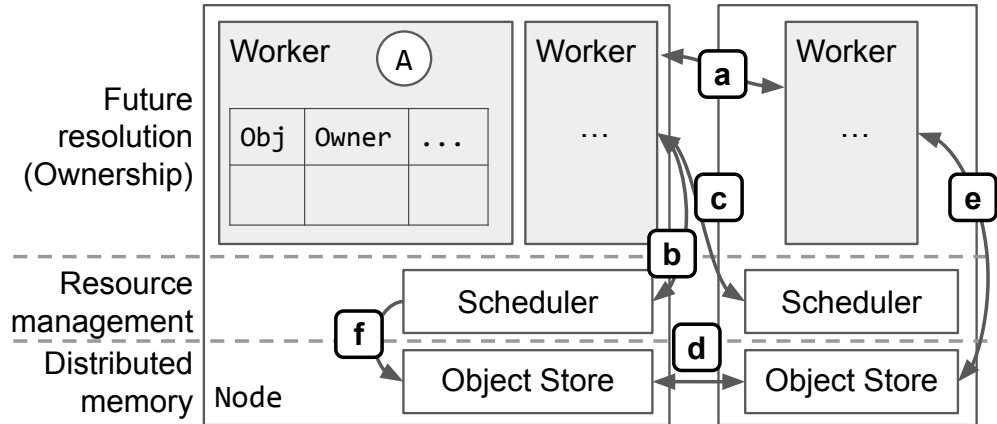 Future
resolution
(Ownership)
Worker
A
Obj
Owner
...
Worker
...
a
Worker
...
b
c
e
Resource
management
Scheduler
Scheduler
f
d
Distributed
memory
Node
Object Store
Object Store